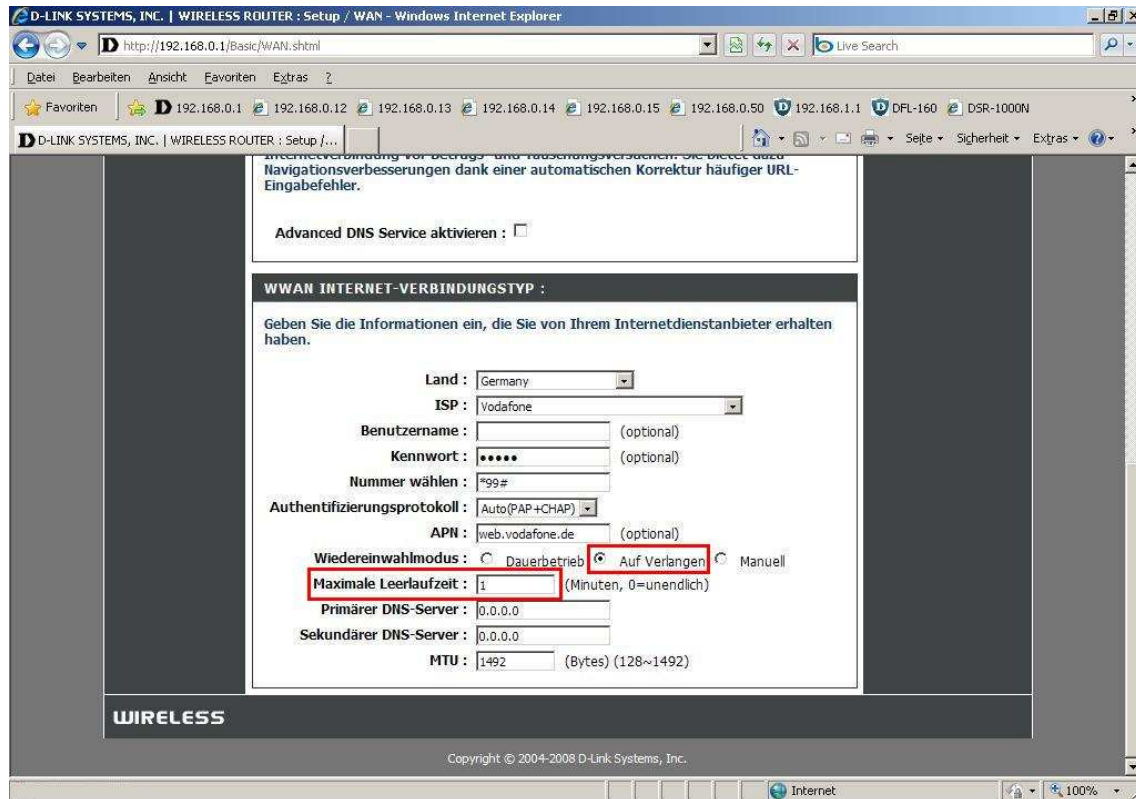 D-LINK SYSTEMS, INC. | WIRELESS ROUTER : Setup / WAN - Windows Internet Explorer
http://192.168.0.1/Basic/WAN.shtml
Live Search
Datei Bearbeiten Ansicht Favoriten Extras ?
Favoriten 192.168.0.1 192.168.0.12 192.168.0.13 192.168.0.14 192.168.0.15 192.168.0.50 192.168.1.1 DFL-160 DSR-1000N
D-LINK SYSTEMS, INC. | WIRELESS ROUTER : Setup /... Seite Sicherheit Extras
Internetverbindung vor Betrugs- und Täuschungsversuchen. Sie bietet dazu
Navigationsverbesserungen dank einer automatischen Korrektur häufiger URL-
Eingabefehler.
Advanced DNS Service aktivieren :
WWAN INTERNET-VERBINDUNGSTYP :
Geben Sie die Informationen ein, die Sie von Ihrem Internetdienstanbieter erhalten
haben.
Land : Germany
ISP : Vodafone
Benutzername : (optional)
Kennwort : ••••• (optional)
Nummer wählen : *99#
Authentifizierungsprotokoll : Auto(PAP+CHAP)
APN : web.vodafone.de (optional)
Wiedereinwahlmodus : Dauerbetrieb Auf Verlangen Manuell
Maximale Leerlaufzeit : 1 (Minuten, 0=unendlich)
Primärer DNS-Server : 0.0.0.0
Sekundärer DNS-Server : 0.0.0.0
MTU : 1492 (Bytes) (128~1492)
WIRELESS
Copyright © 2004-2008 D-Link Systems, Inc.
Internet 100%